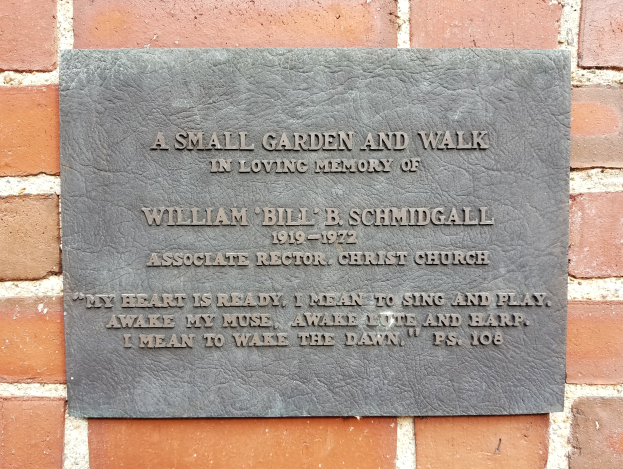 A SMALL GARDEN AND WALK
IN LOVING MEMORY OF
WILLIAM "BILL" B. SCHMIDGALL
1919-1972
ASSOCIATE RECTOR, CHRIST CHURCH
"MY HEART IS READY, I MEAN TO SING AND PLAY.
AWAKE MY MUSE, AWAKE LUTE AND HARP.
I MEAN TO WAKE THE DAWN." PS. 108